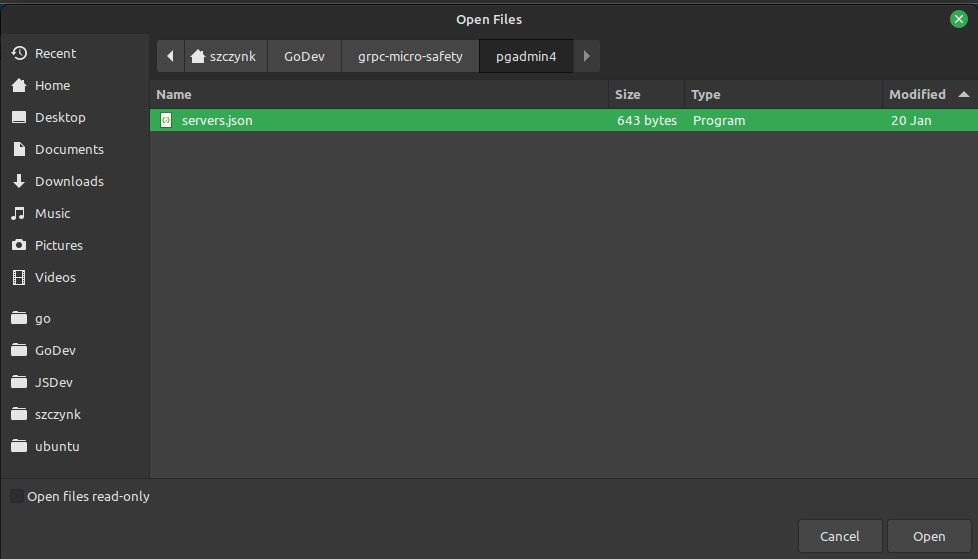 Open Files
Recent
Home
Desktop
Documents
Downloads
Music
Pictures
Videos
go
GoDev
JSDev
szczynk
ubuntu
szczynk GoDev grpc-micro-safety pgadmin4
Name Size Type Modified
servers.json 643 bytes Program 20 Jan
Open files read-only
Cancel Open